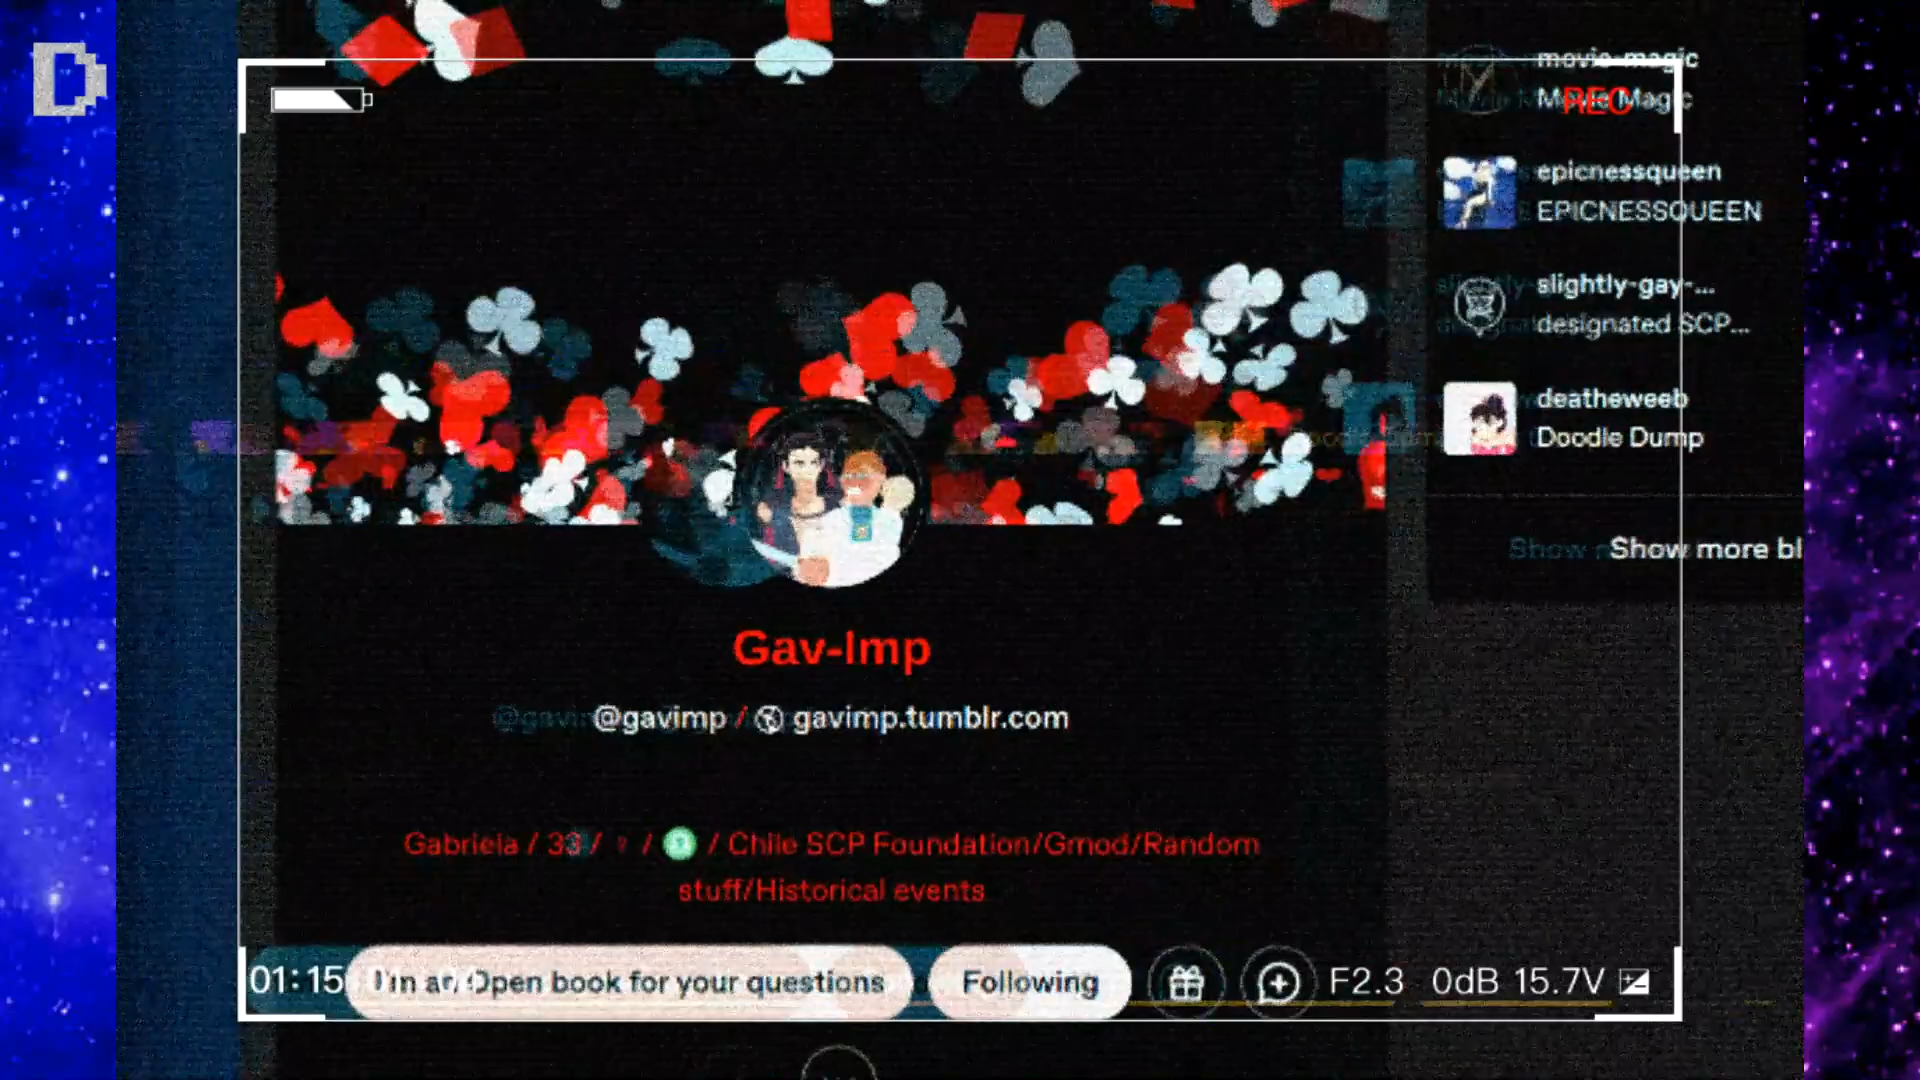 D
movie-magic
Movie Magic
REC
epicnessqueen
EPICNESSQUEEN
slightly-gay-...
designated SCP...
deatheweeb
Doodle Dump
Show more bl
Gav-Imp
@gavimp / gavimp.tumblr.com
Gabriela / 33 / ♀ / / Chile SCP Foundation/Gmod/Random
stuff/Historical events
01:15
I'm an Open book for your questions
Following
F2.3 0dB 15.7V